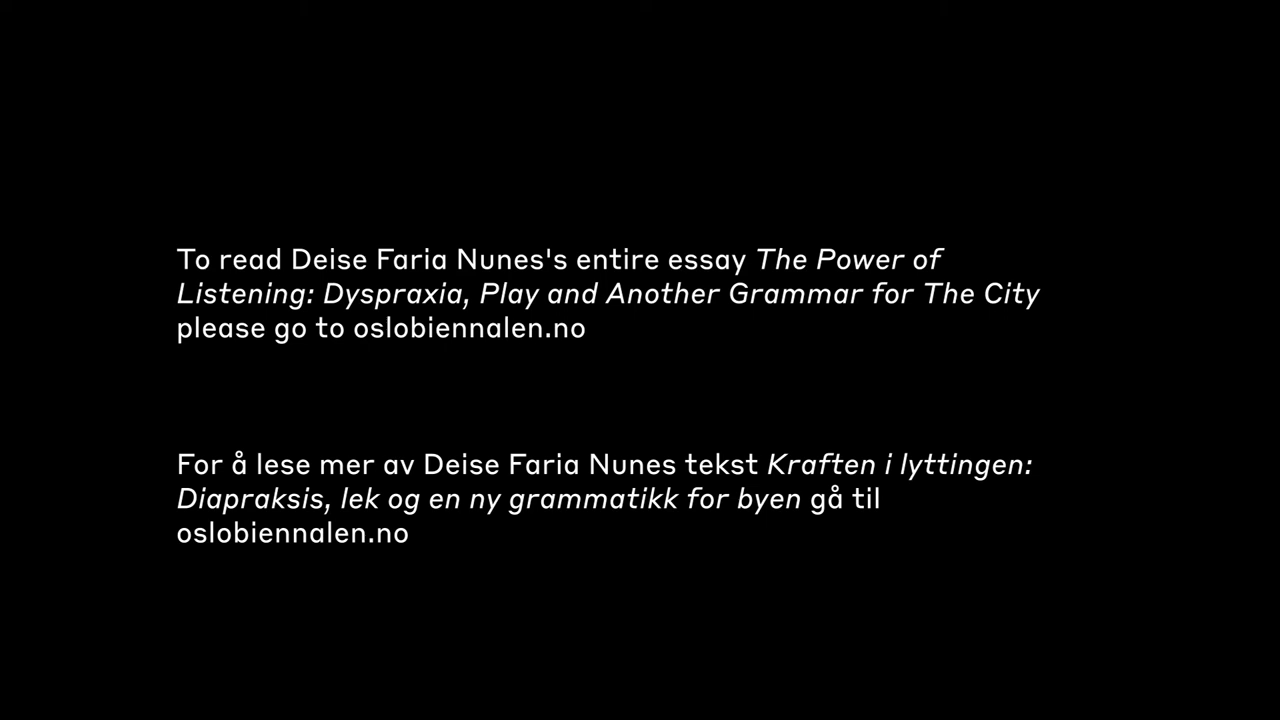 To read Deise Faria Nunes's entire essay The Power of
Listening: Dyspraxia, Play and Another Grammar for The City
please go to oslobiennalen.no
For å lese mer av Deise Faria Nunes tekst Kraften i lyttingen:
Diapraksis, lek og en ny grammatikk for byen gå til
oslobiennalen.no